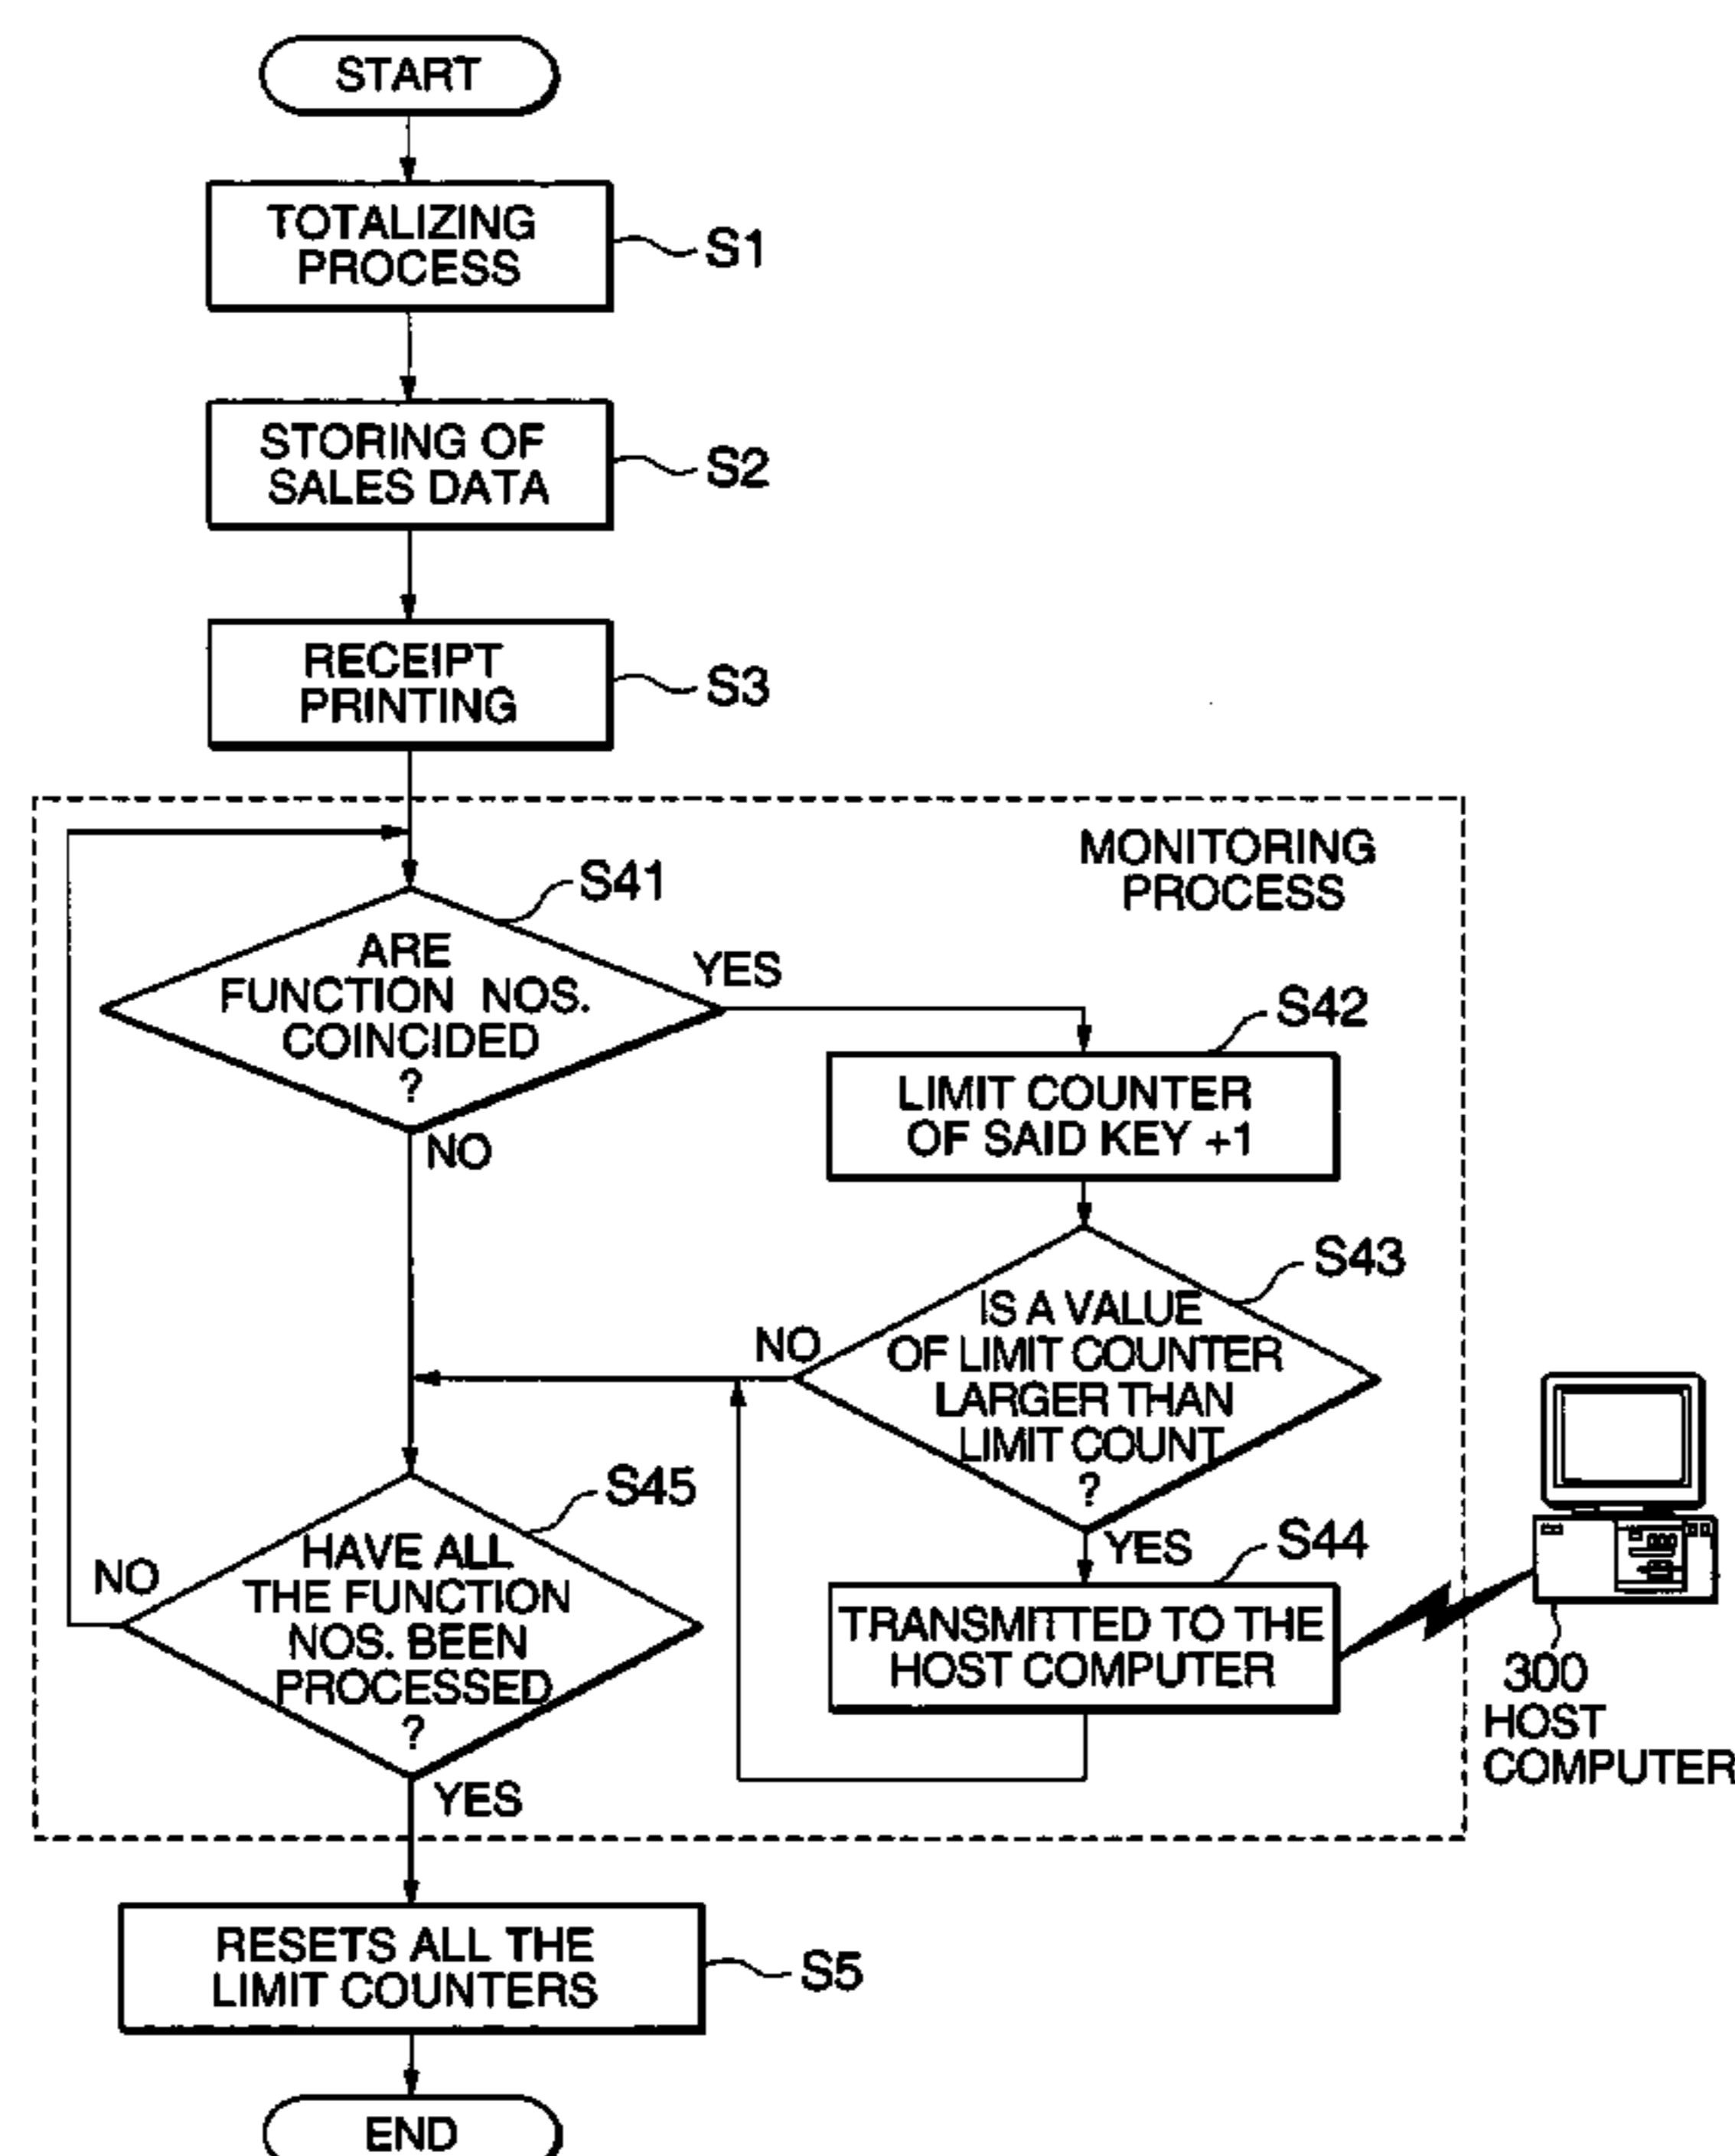 START
TOTALIZING
PROCESS
S1
STORING OF
SALES DATA
S2
RECEIPT
PRINTING
S3
MONITORING
PROCESS
S41
ARE
FUNCTION NOS.
COINCIDED
?
YES
NO
S42
LIMIT COUNTER
OF SAID KEY +1
S43
IS A VALUE
OF LIMIT COUNTER
LARGER THAN
LIMIT COUNT
?
NO
YES
S44
TRANSMITTED TO THE
HOST COMPUTER
300
HOST
COMPUTER
S45
HAVE ALL
THE FUNCTION
NOS. BEEN
PROCESSED
?
NO
YES
RESETS ALL THE
LIMIT COUNTERS
S5
END